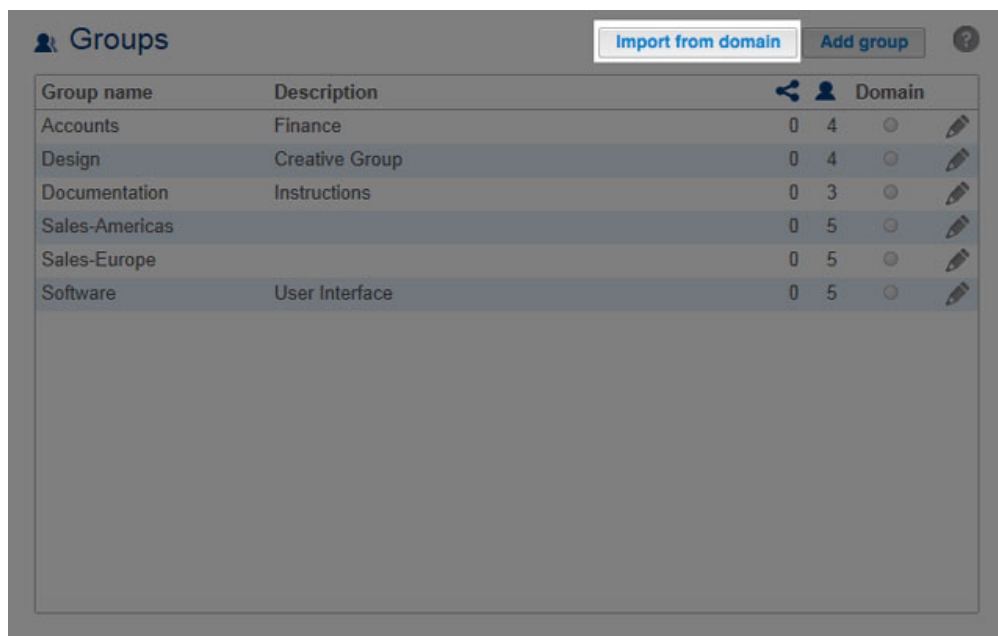 Groups Import from domain Add group ?
Group name Description Domain
Accounts Finance 0 4
Design Creative Group 0 4
Documentation Instructions 0 3
Sales-Americas 0 5
Sales-Europe 0 5
Software User Interface 0 5